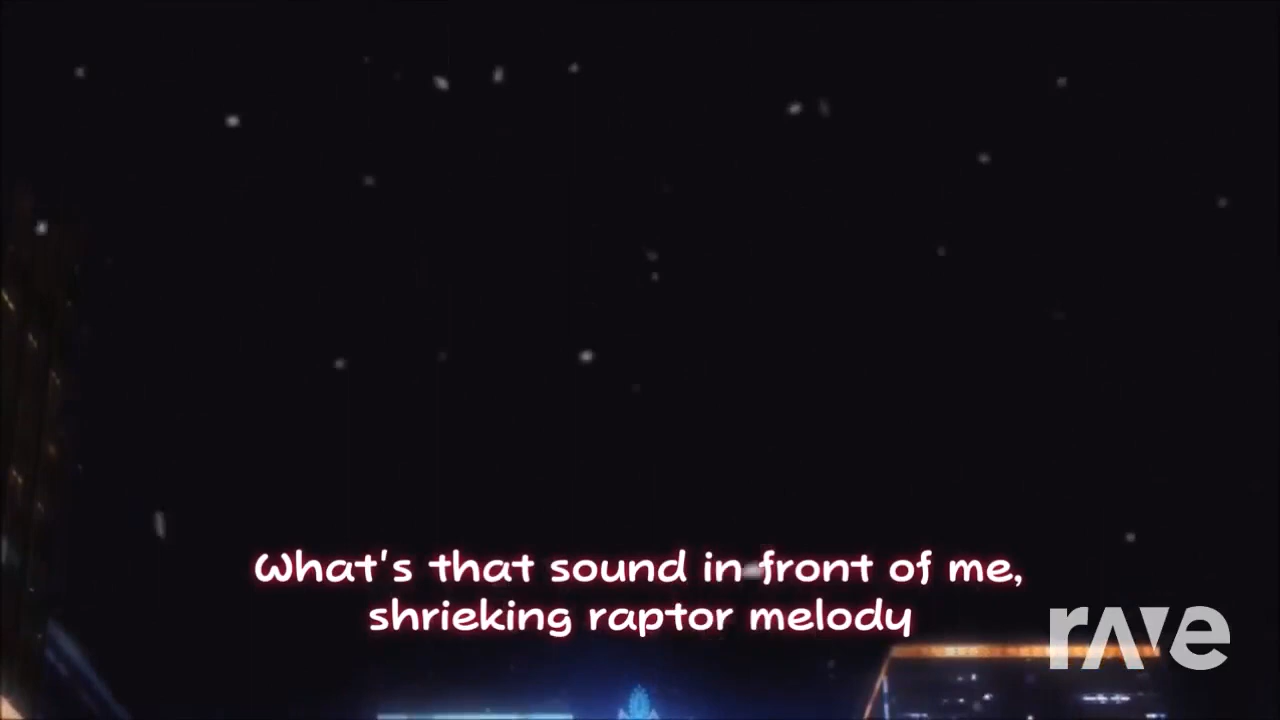 What's that sound in front of me,
shrieking raptor melody
rave